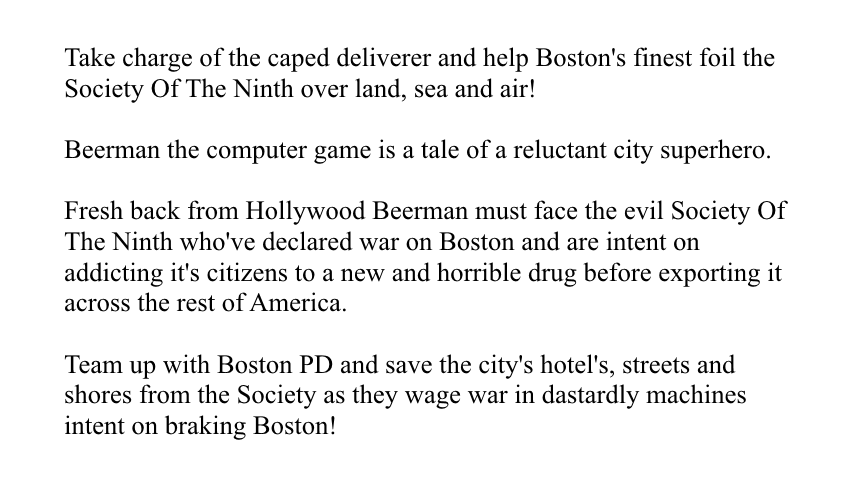 Take charge of the caped deliverer and help Boston's finest foil the
Society Of The Ninth over land, sea and air!
Beerman the computer game is a tale of a reluctant city superhero.
Fresh back from Hollywood Beerman must face the evil Society Of
The Ninth who've declared war on Boston and are intent on
addicting it's citizens to a new and horrible drug before exporting it
across the rest of America.
Team up with Boston PD and save the city's hotel's, streets and
shores from the Society as they wage war in dastardly machines
intent on braking Boston!